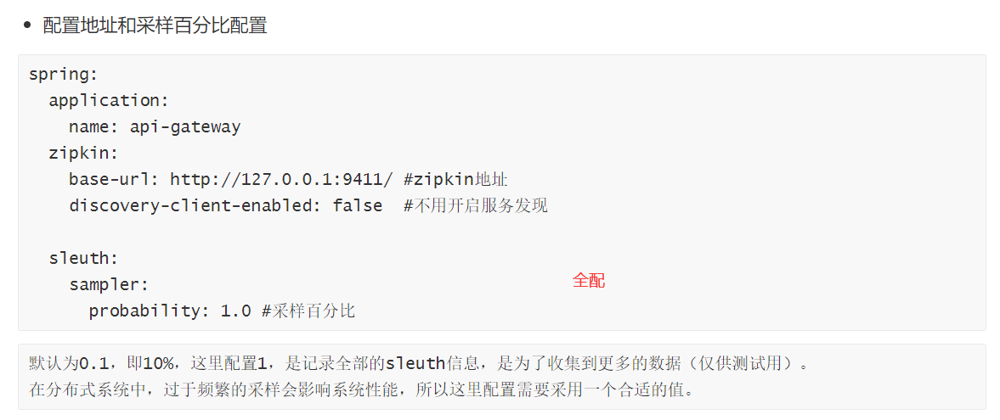 • 配置地址和采样百分比配置
spring:
  application:
    name: api-gateway
  zipkin:
    base-url: http://127.0.0.1:9411/ #zipkin地址
    discovery-client-enabled: false  #不用开启服务发现

  sleuth:
    sampler:
全配
      probability: 1.0 #采样百分比
默认为0.1，即10%，这里配置1，是记录全部的sleuth信息，是为了收集到更多的数据（仅供测试用）。
在分布式系统中，过于频繁的采样会影响系统性能，所以这里配置需要采用一个合适的值。